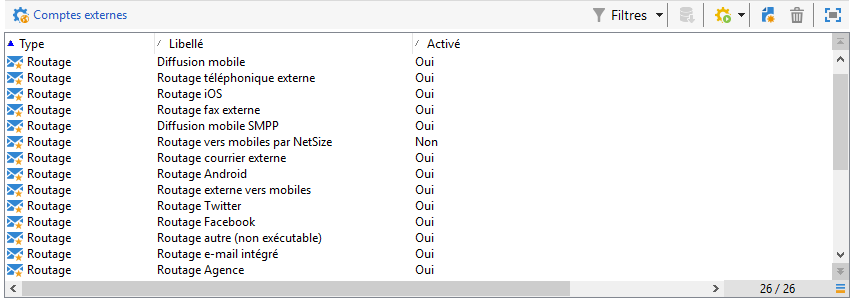 Comptes externes Filtres
Type Libellé Activé
Routage Diffusion mobile Oui
Routage Routage téléphonique externe Oui
Routage Routage iOS Oui
Routage Routage fax externe Oui
Routage Diffusion mobile SMPP Oui
Routage Routage vers mobiles par NetSize Non
Routage Routage courrier externe Oui
Routage Routage Android Oui
Routage Routage externe vers mobiles Oui
Routage Routage Twitter Oui
Routage Routage Facebook Oui
Routage Routage autre (non exécutable) Oui
Routage Routage e-mail intégré Oui
Routage Routage Agence Oui
26 / 26